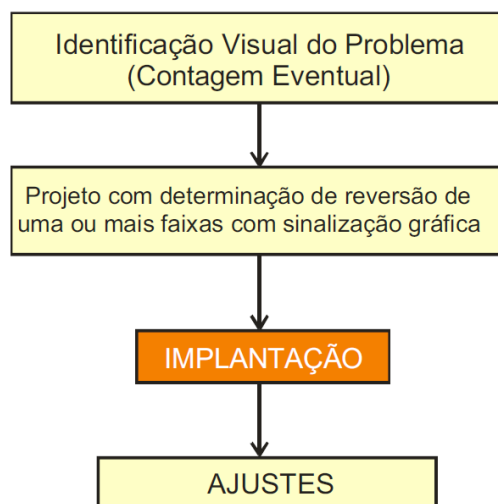 Identificação Visual do Problema
(Contagem Eventual)
Projeto com determinação de reversão de
uma ou mais faixas com sinalização gráfica
IMPLANTAÇÃO
AJUSTES